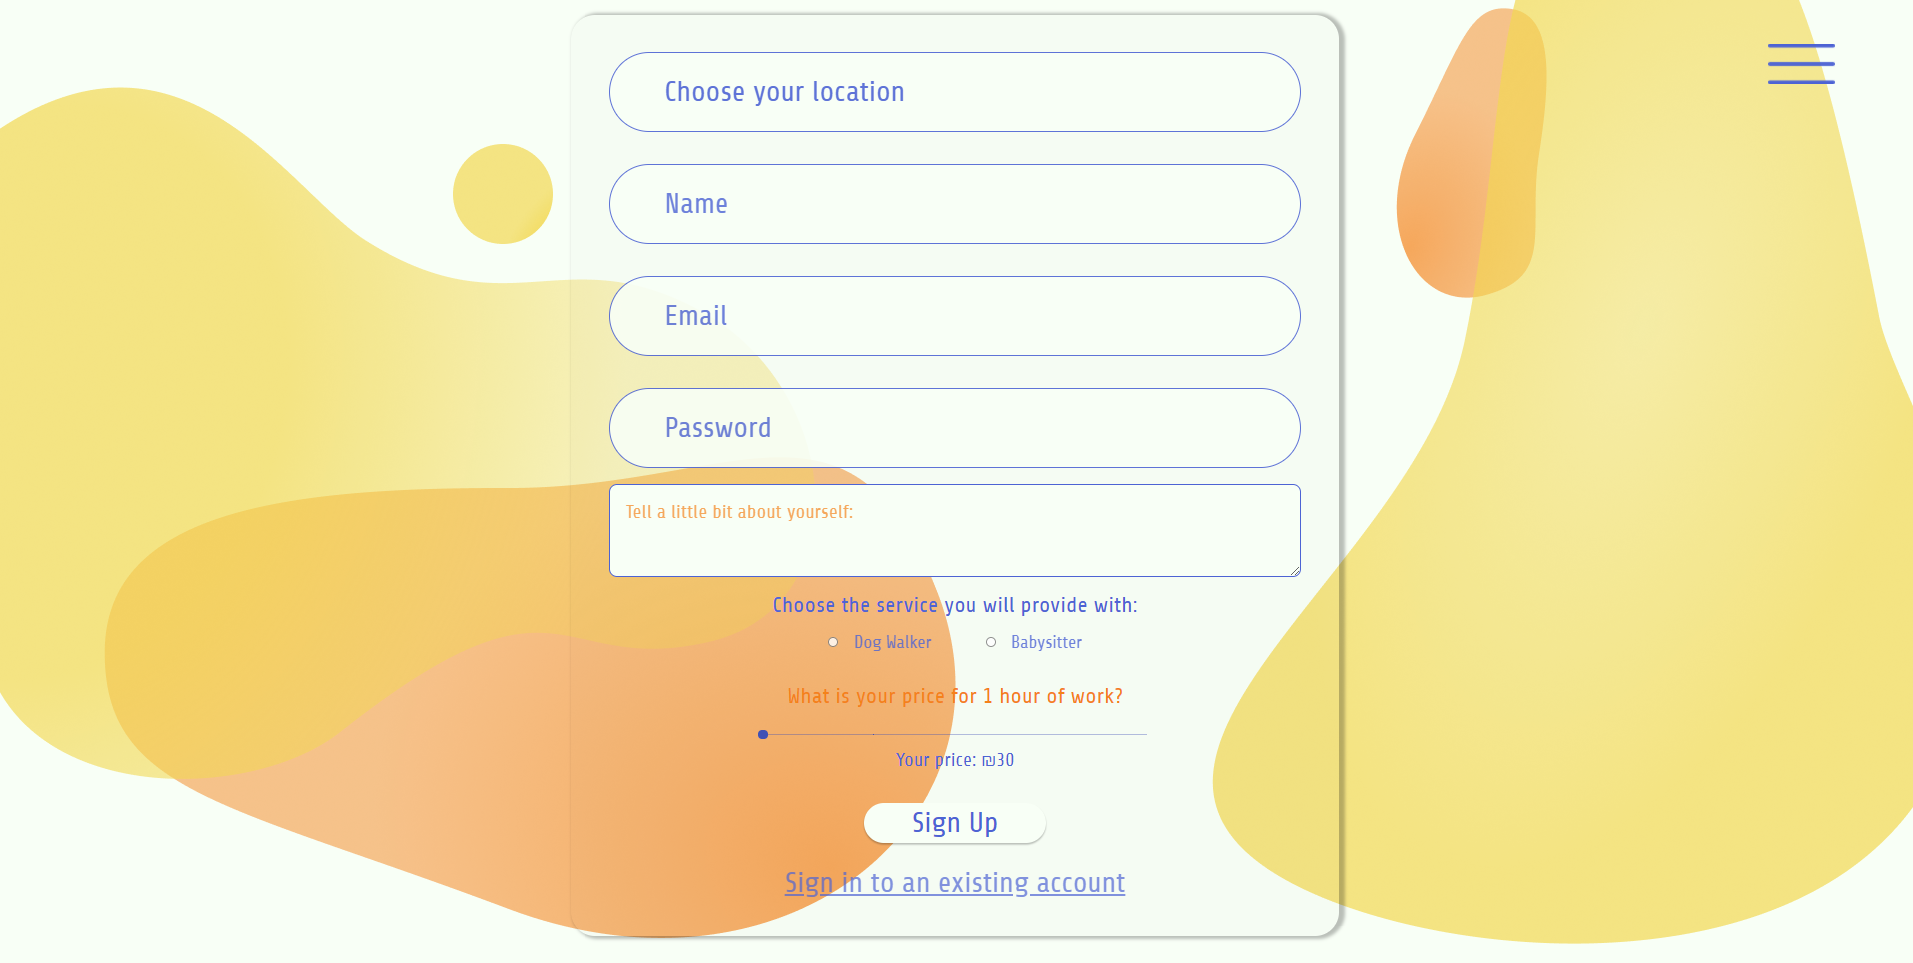 Choose your location
Name
Email
Password
Tell a little bit about yourself:
Choose the service you will provide with:
Dog Walker Babysitter
What is your price for 1 hour of work?
Your price: ₪30
Sign Up
Sign in to an existing account